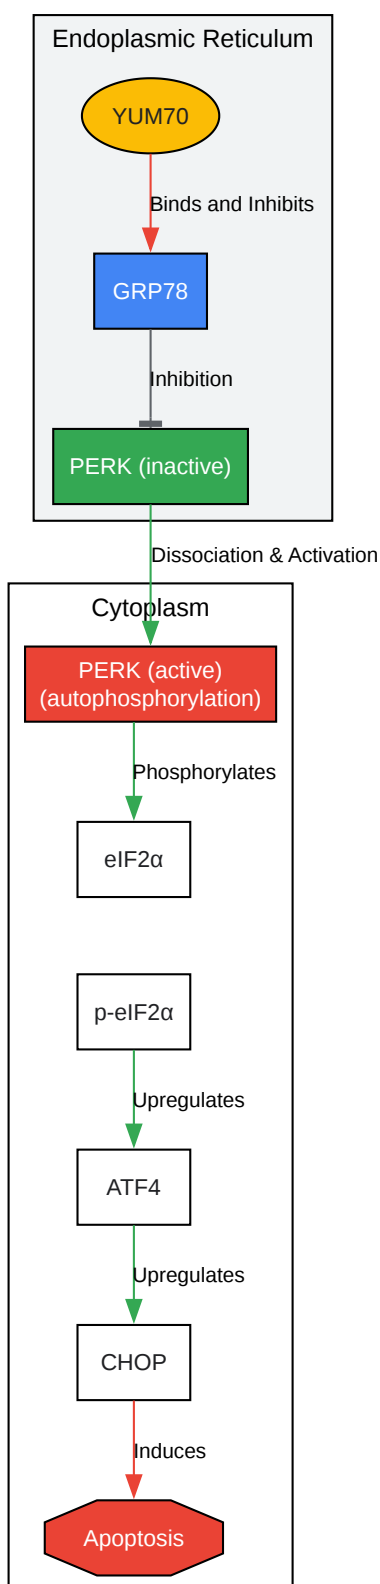 Endoplasmic Reticulum
YUM70
Binds and Inhibits
GRP78
Inhibition
PERK (inactive)
Dissociation & Activation
Cytoplasm
PERK (active)
(autophosphorylation)
Phosphorylates
eIF2α
p-eIF2α
Upregulates
ATF4
Upregulates
CHOP
Induces
Apoptosis